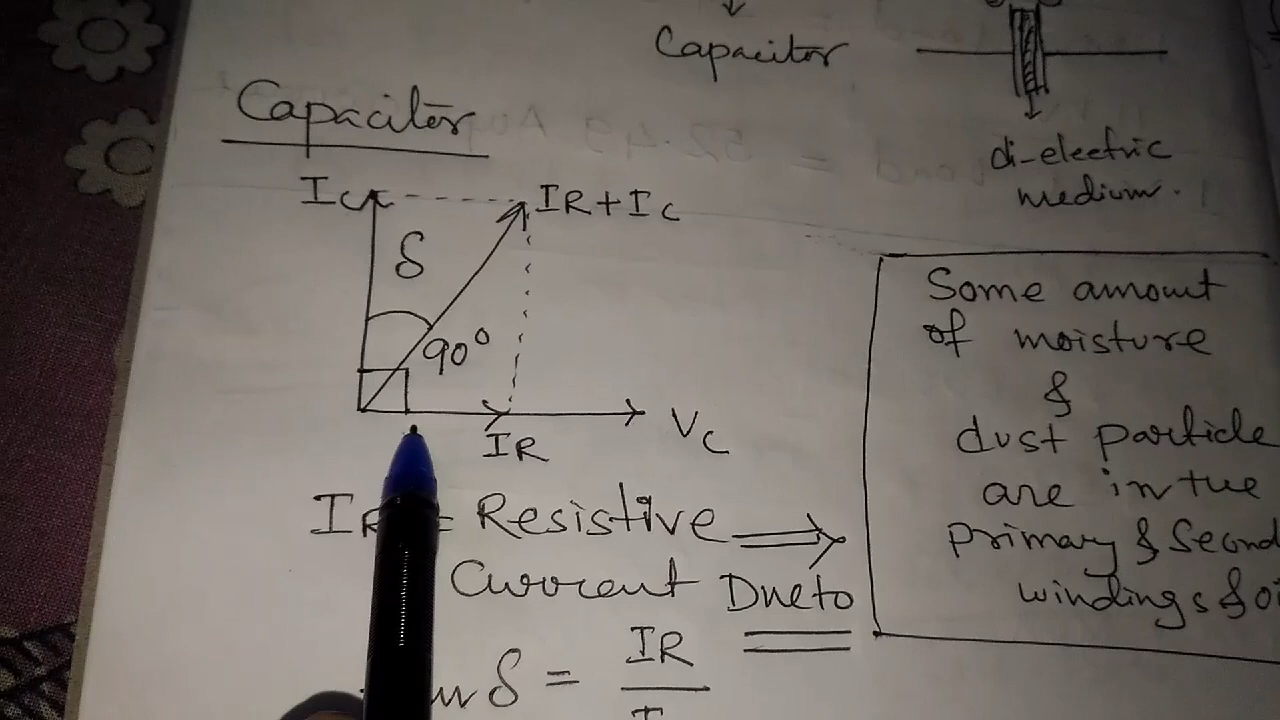 Capacitor
di-electric
medium.
Capacitor
Ic
IR+Ic
δ
90°
IR
Vc
IR = Resistive
Current Due to
δ = IR
Some amount
of moisture
&
dust particle
are in the
primary & Second
windings &